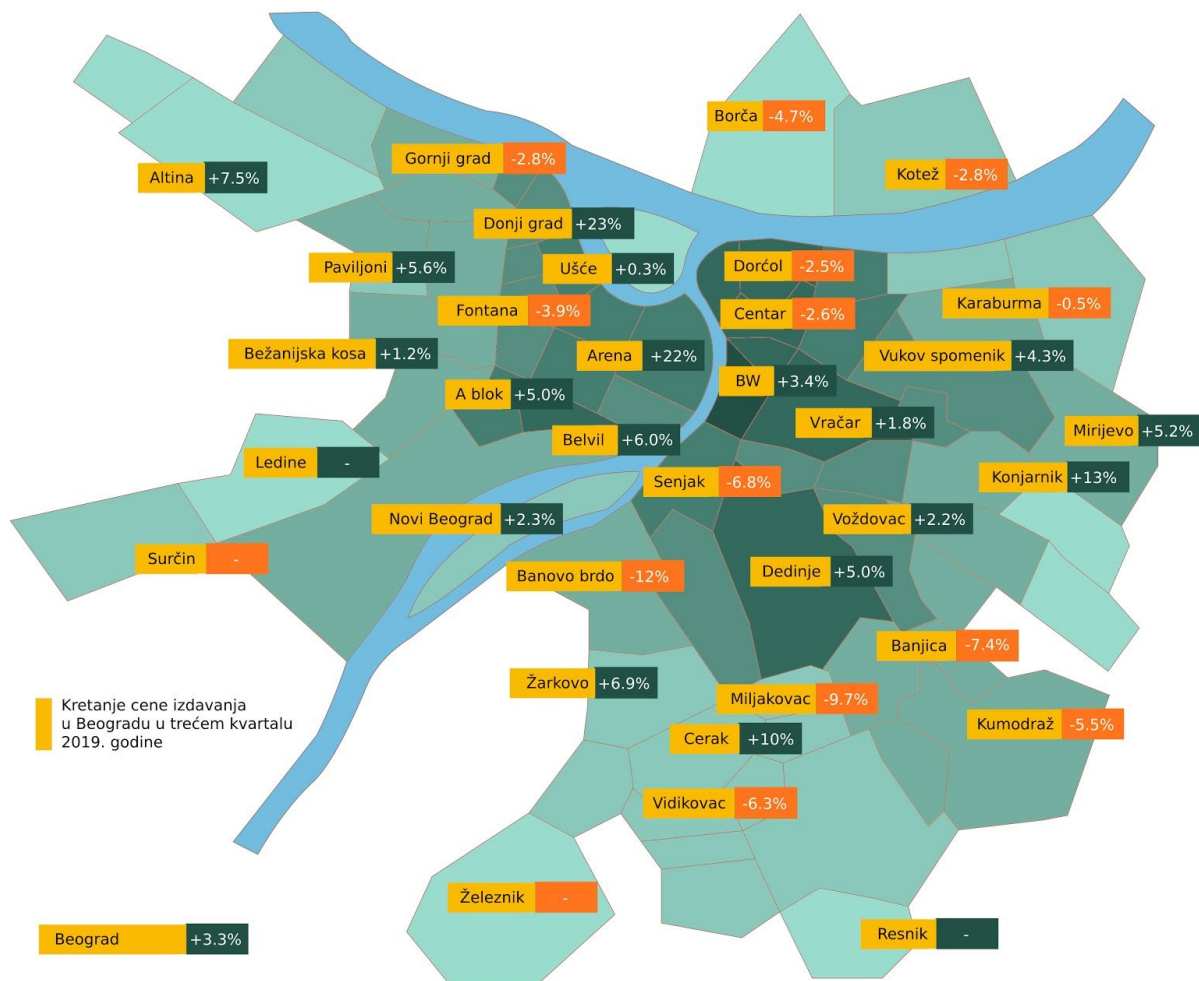 Borča -4.7%
Gornji grad -2.8%
Altina +7.5%
Kotež -2.8%
Donji grad +23%
Paviljoni +5.6%
Ušće +0.3%
Dorćol -2.5%
Fontana -3.9%
Centar -2.6%
Karaburma -0.5%
Bežanijska kosa +1.2%
Arena +22%
Vukov spomenik +4.3%
BW +3.4%
A blok +5.0%
Vračar +1.8%
Mirijevo +5.2%
Belvil +6.0%
Ledine -
Senjak -6.8%
Konjarnik +13%
Novi Beograd +2.3%
Voždovac +2.2%
Surčin -
Banovo brdo -12%
Dedinje +5.0%
Banjica -7.4%
Žarkovo +6.9%
Miljakovac -9.7%
Kretanje cene izdavanja
u Beogradu u trećem kvartalu
2019. godine
Kumodraž -5.5%
Cerak +10%
Vidikovac -6.3%
Železnik -
Resnik -
Beograd +3.3%